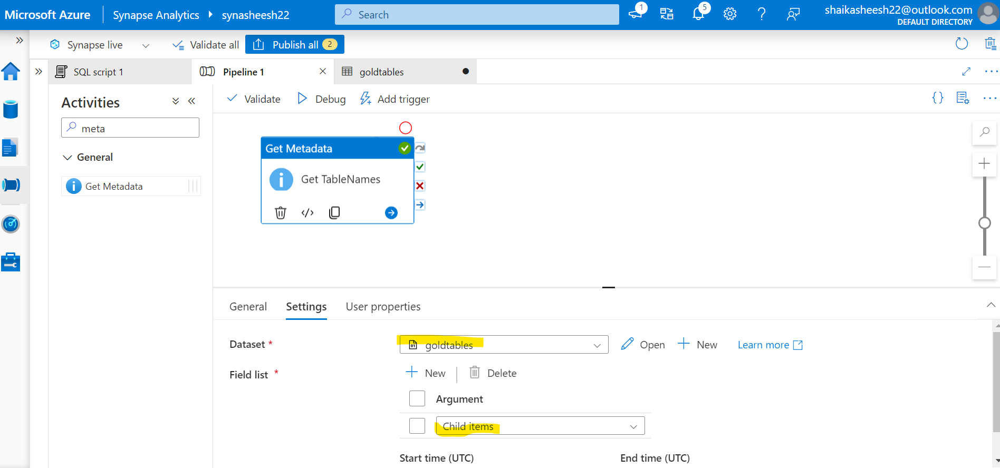 Microsoft Azure
Synapse Analytics
synasheesh22
Search
1
5
shaikasheesh22@outlook.com
DEFAULT DIRECTORY
Synapse live
Validate all
Publish all 2
SQL script 1
Pipeline 1
goldtables
Activities
meta
General
Get Metadata
Validate
Debug
Add trigger
{}
Get Metadata
Get TableNames
General
Settings
User properties
Dataset *
goldtables
Open
New
Learn more
Field list *
New
Delete
Argument
Child items
Start time (UTC)
End time (UTC)